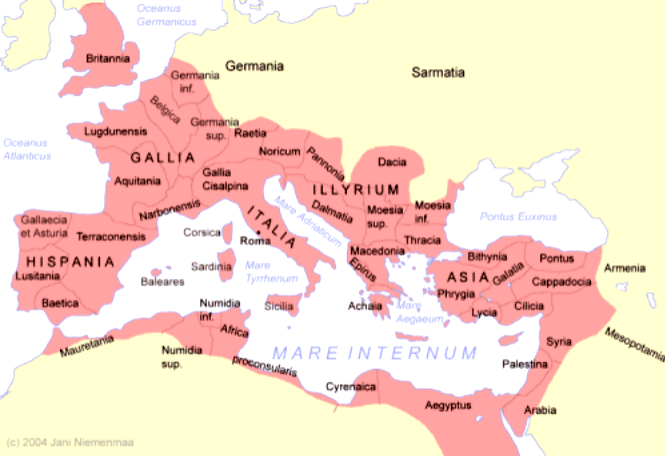 Oceanus
Germanicus
Britannia
Germania
inf.
Germania
Sarmatia
Belgica
Oceanus
Atlanticus
Lugdunensis
Germania
sup.
Raetia
GALLIA
Noricum
Pannonia
Dacia
Aquitania
Gallia
Cisalpina
ILLYRIUM
Narbonensis
ITALIA
Mare Adriaticum
Dalmatia
Moesia
sup.
Moesia
inf.
Pontus Euxinus
Gallaecia
et Asturia
Terraconensis
Corsica
Roma
Thracia
Macedonia
Epirus
Bithynia
Pontus
HISPANIA
Lusitania
Baetica
Baleares
Sardinia
Mare
Tyrrhenum
ASIA
Galatia
Armenia
Cappadocia
Phrygia
Lycia
Cilicia
Numidia
inf.
Sicilia
Achaia
Mare
Aegaeum
Mauretania
Africa
proconsularis
Numidia
sup.
MARE INTERNUM
Syria
Mesopotamia
Palestina
Cyrenaica
Aegyptus
Arabia
(c) 2004 Jani Niemenmaa